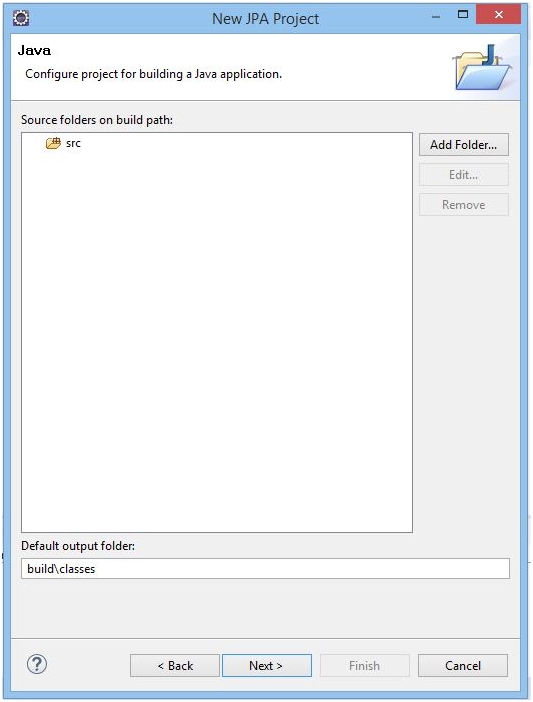 New JPA Project
Java
Configure project for building a Java application.
Source folders on build path:
src
Add Folder...
Edit...
Remove
Default output folder:
build\classes
?
< Back
Next >
Finish
Cancel